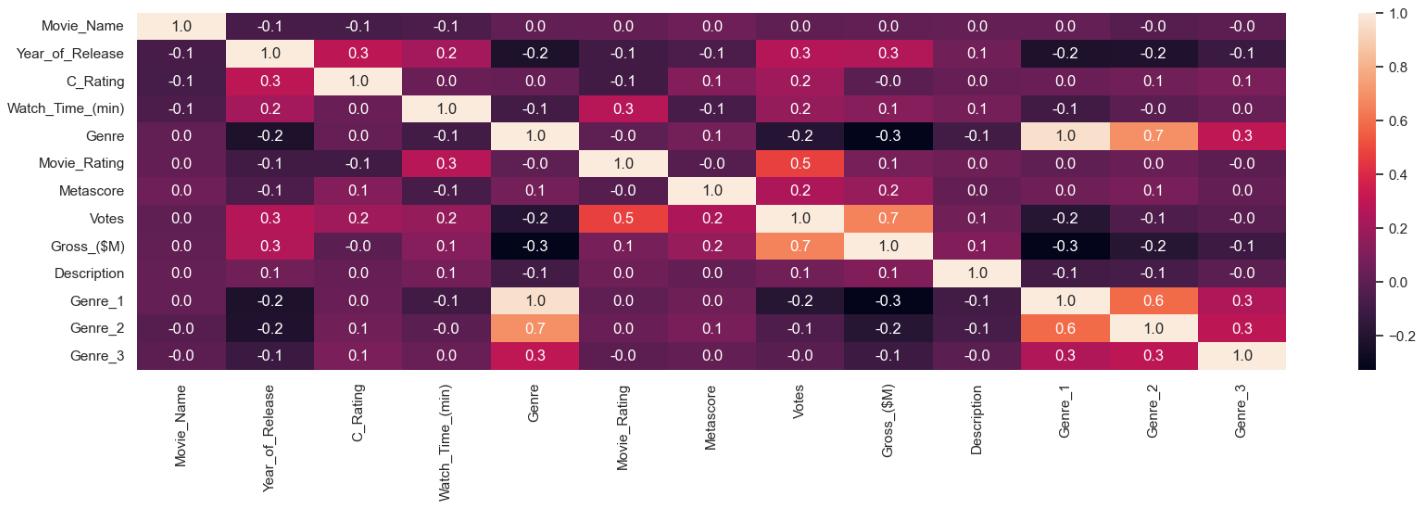 Movie_Name 1.0 -0.1 -0.1 -0.1 0.0 0.0 0.0 0.0 0.0 0.0 0.0 -0.0 -0.0
Year_of_Release -0.1 1.0 0.3 0.2 -0.2 -0.1 -0.1 0.3 0.3 0.1 -0.2 -0.2 -0.1
C_Rating -0.1 0.3 1.0 0.0 0.0 -0.1 0.1 0.2 -0.0 0.0 0.0 0.1 0.1
Watch_Time_(min) -0.1 0.2 0.0 1.0 -0.1 0.3 -0.1 0.2 0.1 0.1 -0.1 -0.0 0.0
Genre 0.0 -0.2 0.0 -0.1 1.0 -0.0 0.1 -0.2 -0.3 -0.1 1.0 0.7 0.3
Movie_Rating 0.0 -0.1 -0.1 0.3 -0.0 1.0 -0.0 0.5 0.1 0.0 0.0 0.0 -0.0
Metascore 0.0 -0.1 0.1 -0.1 0.1 -0.0 1.0 0.2 0.2 0.0 0.0 0.1 0.0
Votes 0.0 0.3 0.2 0.2 -0.2 0.5 0.2 1.0 0.7 0.1 -0.2 -0.1 -0.0
Gross_($M) 0.0 0.3 -0.0 0.1 -0.3 0.1 0.2 0.7 1.0 0.1 -0.3 -0.2 -0.1
Description 0.0 0.1 0.0 0.1 -0.1 0.0 0.0 0.1 0.1 1.0 -0.1 -0.1 -0.0
Genre_1 0.0 -0.2 0.0 -0.1 1.0 0.0 0.0 -0.2 -0.3 -0.1 1.0 0.6 0.3
Genre_2 -0.0 -0.2 0.1 -0.0 0.7 0.0 0.1 -0.1 -0.2 -0.1 0.6 1.0 0.3
Genre_3 -0.0 -0.1 0.1 0.0 0.3 -0.0 0.0 -0.0 -0.1 -0.0 0.3 0.3 1.0
Movie_Name
Year_of_Release
C_Rating
Watch_Time_(min)
Genre
Movie_Rating
Metascore
Votes
Gross_($M)
Description
Genre_1
Genre_2
Genre_3
1.0
0.8
0.6
0.4
0.2
0.0
-0.2